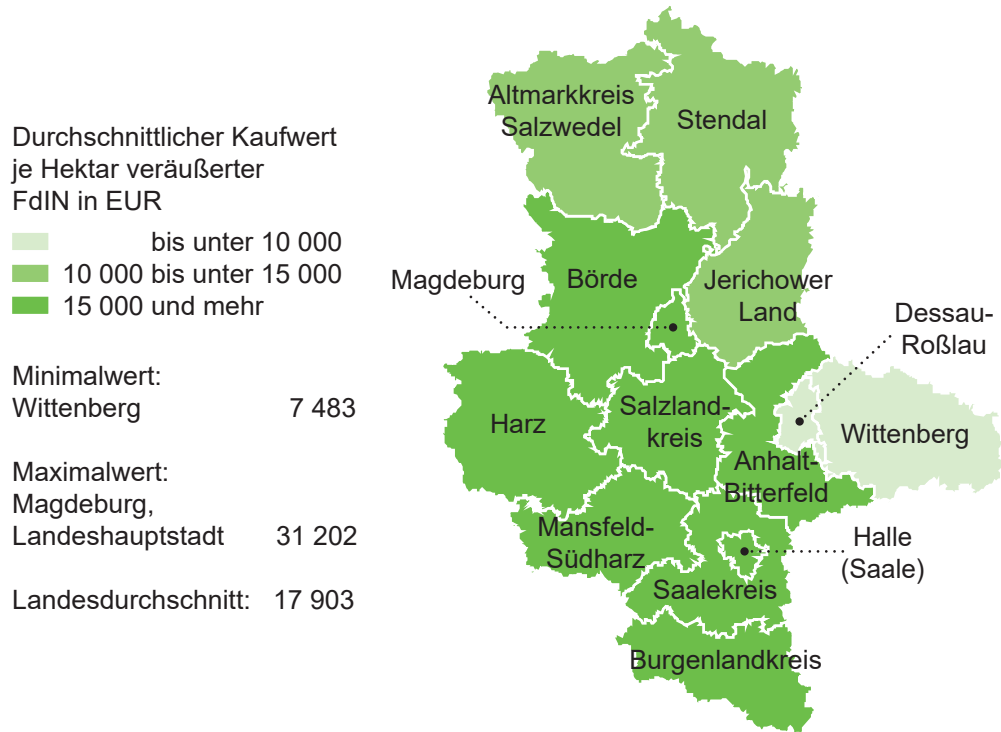 Durchschnittlicher Kaufwert
je Hektar veräußerter
FdlN in EUR
bis unter 10 000
10 000 bis unter 15 000
15 000 und mehr
Minimalwert:
Wittenberg 7 483
Maximalwert:
Magdeburg,
Landeshauptstadt 31 202
Landesdurchschnitt: 17 903
Altmarkkreis
Salzwedel
Stendal
Börde
Magdeburg
Jerichower
Land
Dessau-
Roßlau
Harz
Salzland-
kreis
Wittenberg
Anhalt-
Bitterfeld
Mansfeld-
Südharz
Halle
(Saale)
Saalekreis
Burgenlandkreis